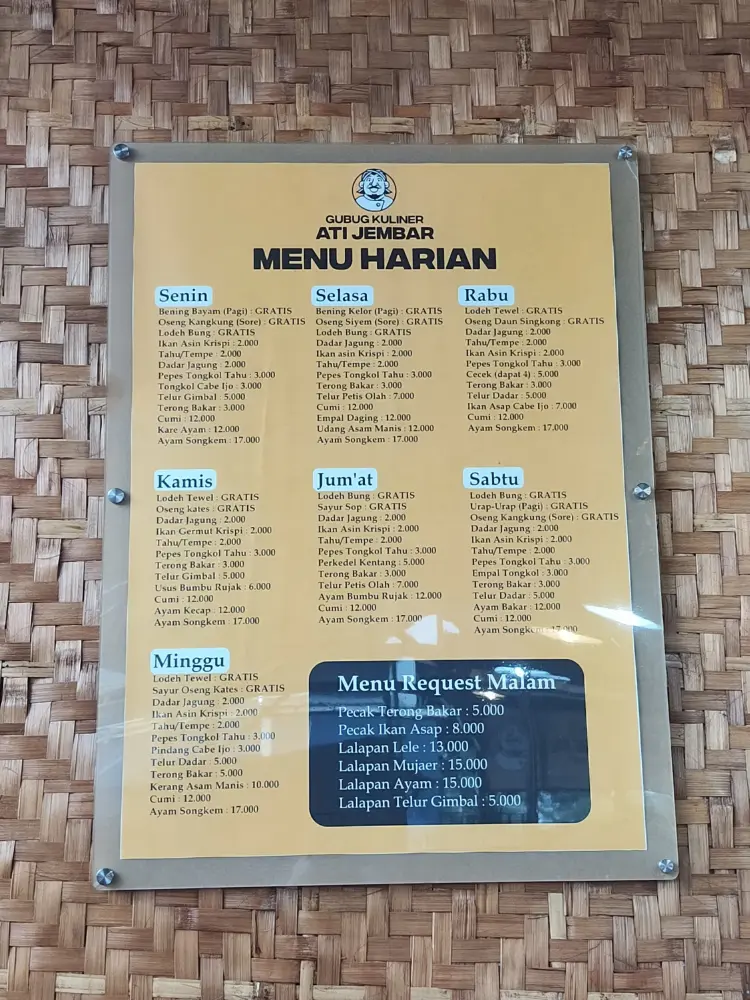 GUBUG KULINER
ATI JEMBAR
MENU HARIAN
Senin
Bening Bayam (Pagi) : GRATIS
Oseng Kangkung (Sore) : GRATIS
Lodeh Bung : GRATIS
Ikan Asin Krispi : 2.000
Tahu/Tempe : 2.000
Dadar Jagung : 2.000
Pepes Tongkol Tahu : 3.000
Tongkol Cabe Ijo : 3.000
Telur Gimbal : 5.000
Terong Bakar : 3.000
Cumi : 12.000
Kare Ayam : 12.000
Ayam Songkem : 17.000
Selasa
Bening Kelor (Pagi) : GRATIS
Oseng Siyem (Sore) : GRATIS
Lodeh Bung : GRATIS
Dadar Jagung : 2.000
Ikan asin Krispi : 2.000
Tahu/Tempe : 2.000
Pepes Tongkol Tahu : 3.000
Terong Bakar : 3.000
Telur Petis Olah : 7.000
Cumi : 12.000
Empal Daging : 12.000
Udang Asam Manis : 12.000
Ayam Songkem : 17.000
Rabu
Lodeh Tewel : GRATIS
Oseng Daun Singkong : GRATIS
Dadar Jagung : 2.000
Tahu/Tempe : 2.000
Ikan Asin Krispi : 2.000
Pepes Tongkol Tahu : 3.000
Cecek (dapat 4) : 5.000
Terong Bakar : 3.000
Telur Dadar : 5.000
Ikan Asap Cabe Ijo : 7.000
Cumi : 12.000
Ayam Songkem : 17.000
Kamis
Lodeh Tewel : GRATIS
Oseng kates : GRATIS
Dadar Jagung : 2.000
Ikan Germut Krispi : 2.000
Tahu/Tempe : 2.000
Pepes Tongkol Tahu : 3.000
Terong Bakar : 3.000
Telur Gimbal : 5.000
Usus Bumbu Rujak : 6.000
Cumi : 12.000
Ayam Kecap : 12.000
Ayam Songkem : 17.000
Jum'at
Lodeh Bung : GRATIS
Sayur Sop : GRATIS
Dadar Jagung : 2.000
Ikan Asin Krispi : 2.000
Tahu/Tempe : 2.000
Pepes Tongkol Tahu : 3.000
Perkedel Kentang : 5.000
Terong Bakar : 3.000
Telur Petis Olah : 7.000
Ayam Bumbu Rujak : 12.000
Cumi : 12.000
Ayam Songkem : 17.000
Sabtu
Lodeh Bung : GRATIS
Urap-Urap (Pagi) : GRATIS
Oseng Kangkung (Sore) : GRATIS
Dadar Jagung : 2.000
Ikan Asin Krispi : 2.000
Tahu/Tempe : 2.000
Pepes Tongkol Tahu : 3.000
Empal Tongkol : 3.000
Terong Bakar : 3.000
Telur Dadar : 5.000
Ayam Bakar : 12.000
Cumi : 12.000
Ayam Songkem : 17.000
Minggu
Lodeh Tewel : GRATIS
Sayur Oseng Kates : GRATIS
Dadar Jagung : 2.000
Ikan Asin Krispi : 2.000
Tahu/Tempe : 2.000
Pepes Tongkol Tahu : 3.000
Pindang Cabe Ijo : 3.000
Telur Dadar : 5.000
Terong Bakar : 5.000
Kerang Asam Manis : 10.000
Cumi : 12.000
Ayam Songkem : 17.000
Menu Request Malam
Pecak Terong Bakar : 5.000
Pecak Ikan Asap : 8.000
Lalapan Lele : 13.000
Lalapan Mujaer : 15.000
Lalapan Ayam : 15.000
Lalapan Telur Gimbal : 5.000